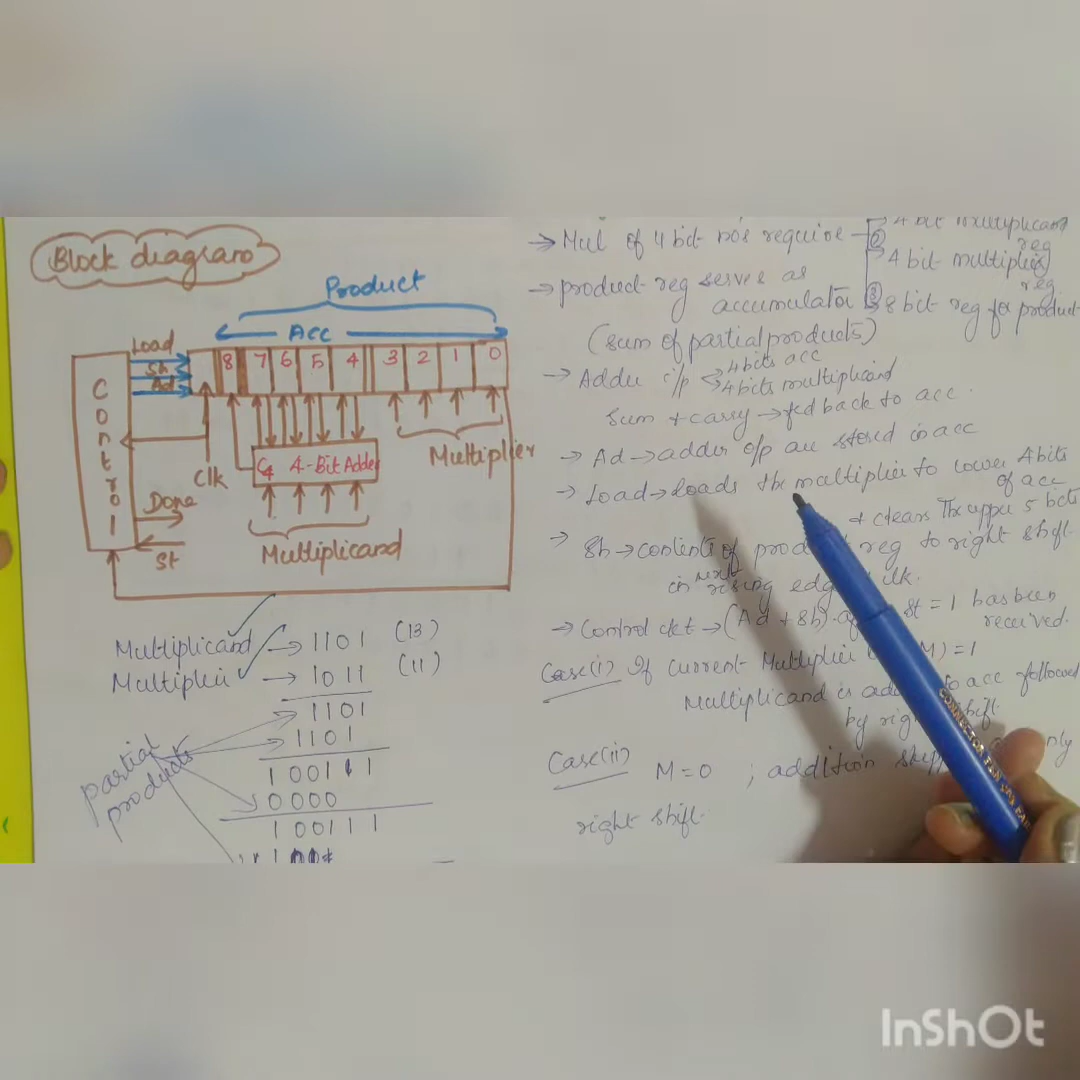 Block diagram
Product
Acc
Load
Sh
Ad
8 7 6 5 4 3 2 1 0
Control
Clk
C4 4-Bit Adder
Multiplier
Done
St
Multiplicand
Multiplicand → 1101 (13)
Multiplier → 1011 (11)
1101
1101
100111
0000
100111
partial products
→ Mul of 4 bit nos require
4 bit multiplicand reg
② 4 bit multiplier reg.
③ 8 bit reg for product
→ product reg serves as
accumulator
(sum of partial products)
→ Adder i/p
4 bits acc
4 bits multiplicand
Sum + carry → fed back to acc.
→ Ad → adder o/p are stored in acc
→ Load → Loads the multiplier to lower 4 bits
of acc
+ clears the upper 5 bits
→ Sh → contents of product reg to right shift
in next rising edge clk.
→ Control ckt → (Ad + Sh) St = 1 has been
received.
Case(i) If current Multiplier M) = 1
Multiplicand is to acc followed
by right shift.
Case(ii) M = 0 ; addition only
right shift.
InShOt